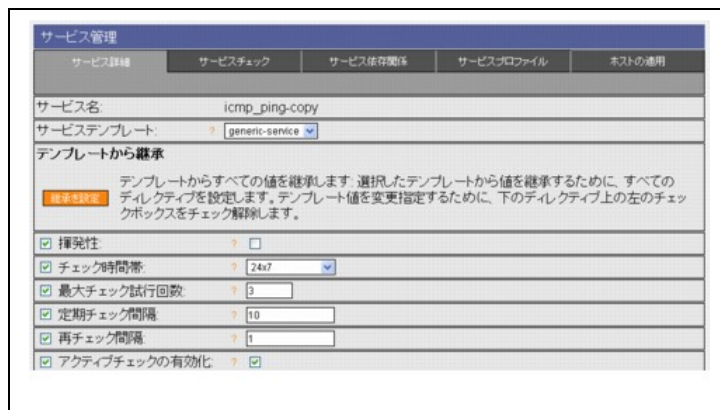 サービス管理
サービス詳細 サービスチェック サービス依存関係 サービスプロファイル ホストの適用
サービス名: icmp_ping-copy
サービステンプレート: ? generic-service
テンプレートから継承
継承を設定
テンプレートからすべての値を継承します: 選択したテンプレートから値を継承するために、すべての
ディレクティブを設定します。テンプレート値を変更指定するために、下のディレクティブ上の左のチェッ
クボックスをチェック解除します。
揮発性: ?
チェック時間帯: ? 24x7
最大チェック試行回数: ? 3
定期チェック間隔: ? 10
再チェック間隔: ? 1
アクティブチェックの有効化: ?